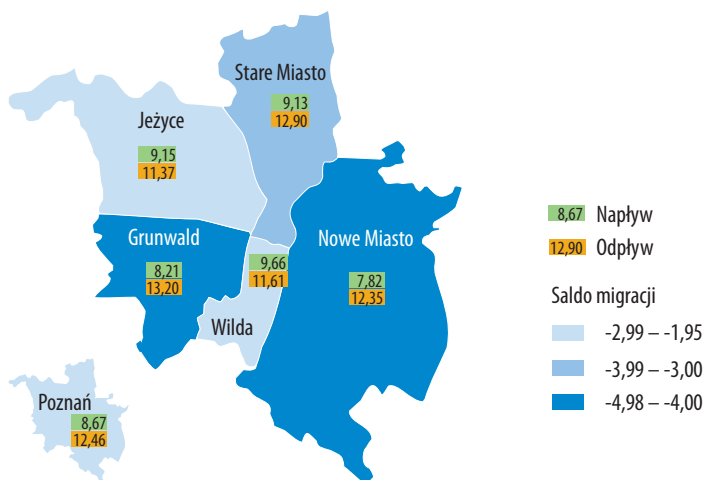 Stare Miasto
9,13
12,90
Jeżyce
9,15
11,37
Grunwald
8,21
13,20
9,66
11,61
Wilda
Nowe Miasto
7,82
12,35
Poznań
8,67
12,46
8,67 Napływ
12,90 Odpływ
Saldo migracji
-2,99 – -1,95
-3,99 – -3,00
-4,98 – -4,00